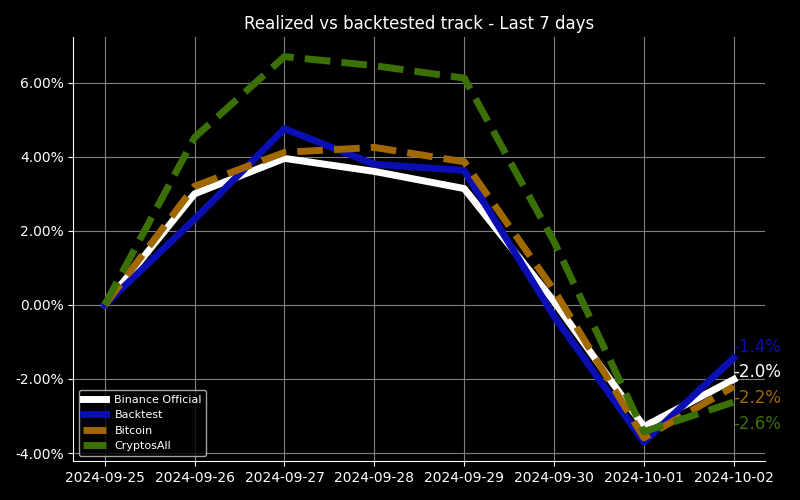 Realized vs backtested track - Last 7 days
6.00%
4.00%
2.00%
0.00%
-2.00%
-4.00%
-1.4%
-2.0%
-2.2%
-2.6%
Binance Official
Backtest
Bitcoin
CryptosAll
2024-09-25 2024-09-26 2024-09-27 2024-09-28 2024-09-29 2024-09-30 2024-10-01 2024-10-02